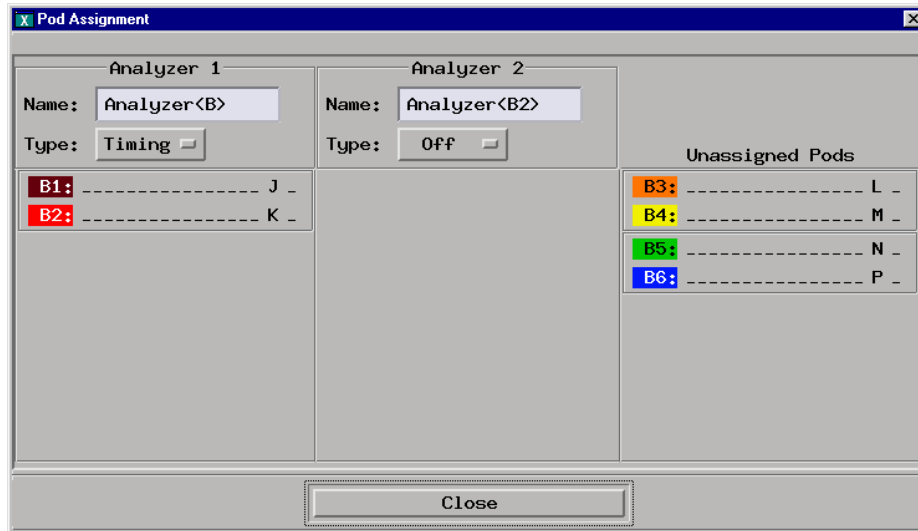 X Pod Assignment
Analyzer 1
Name: Analyzer<B>
Type: Timing
B1: _ _ _ _ _ _ _ _ _ _ _ _ _ _ _ _ J _
B2: _ _ _ _ _ _ _ _ _ _ _ _ _ _ _ _ K _
Analyzer 2
Name: Analyzer<B2>
Type: Off
Unassigned Pods
B3: _ _ _ _ _ _ _ _ _ _ _ _ _ _ _ _ L _
B4: _ _ _ _ _ _ _ _ _ _ _ _ _ _ _ _ M _
B5: _ _ _ _ _ _ _ _ _ _ _ _ _ _ _ _ N _
B6: _ _ _ _ _ _ _ _ _ _ _ _ _ _ _ _ P _
Close